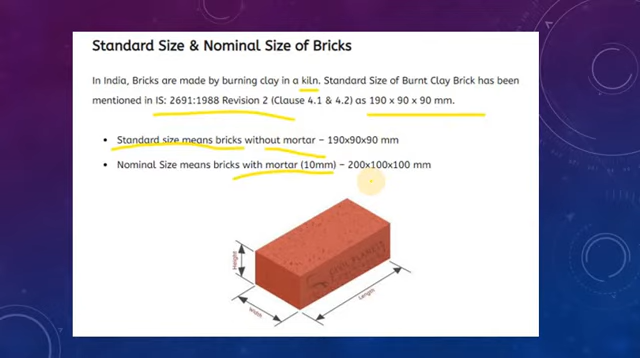 Standard Size & Nominal Size of Bricks
In India, Bricks are made by burning clay in a kiln. Standard Size of Burnt Clay Brick has been
mentioned in IS: 2691:1988 Revision 2 (Clause 4.1 & 4.2) as 190 x 90 x 90 mm.
• Standard size means bricks without mortar – 190x90x90 mm
• Nominal Size means bricks with mortar (10mm) – 200x100x100 mm
Height
Width
Length